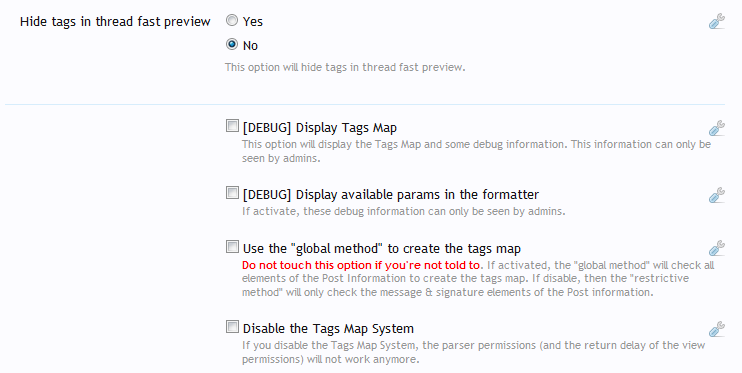 Hide tags in thread fast preview
Yes
No
This option will hide tags in thread fast preview.
[DEBUG] Display Tags Map
This option will display the Tags Map and some debug information. This information can only be
seen by admins.
[DEBUG] Display available params in the formatter
If activate, these debug information can only be seen by admins.
Use the "global method" to create the tags map
Do not touch this option if you're not told to. If activated, the "global method" will check all
elements of the Post Information to create the tags map. If disable, then the "restrictive
method" will only check the message & signature elements of the Post information.
Disable the Tags Map System
If you disable the Tags Map System, the parser permissions (and the return delay of the view
permissions) will not work anymore.